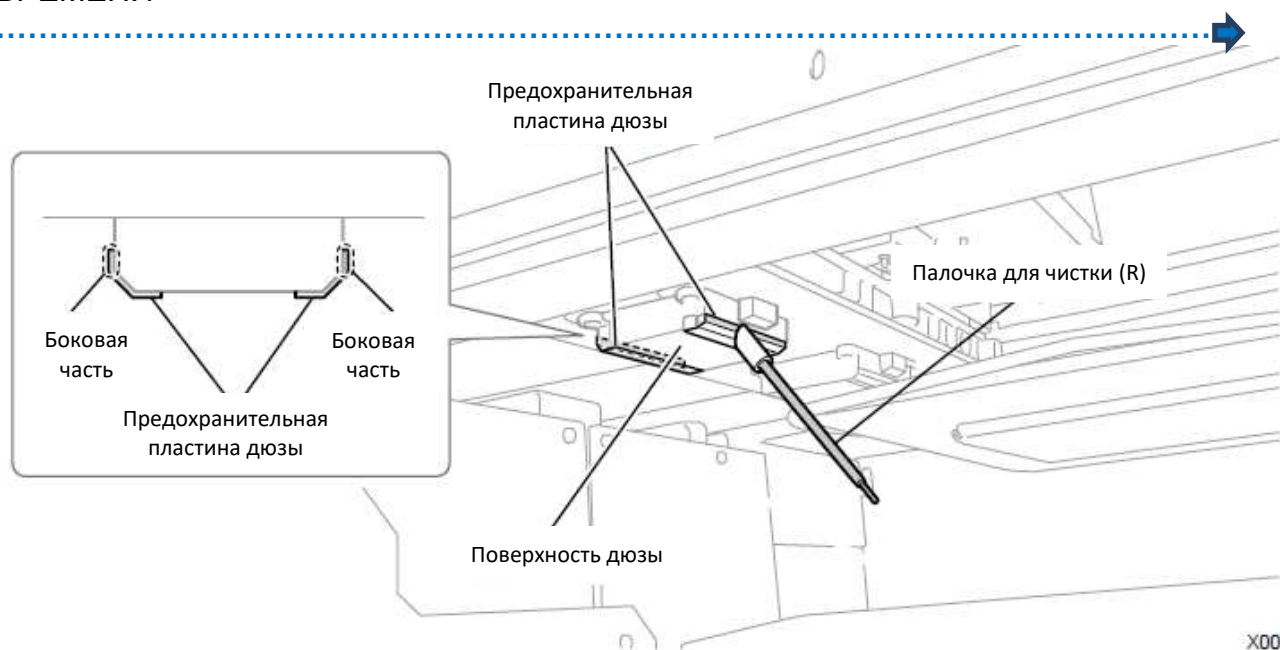 Предохранительная
пластина дюзы
Палочка для чистки (R)
Боковая
часть
Боковая
часть
Предохранительная
пластина дюзы
Поверхность дюзы
X00